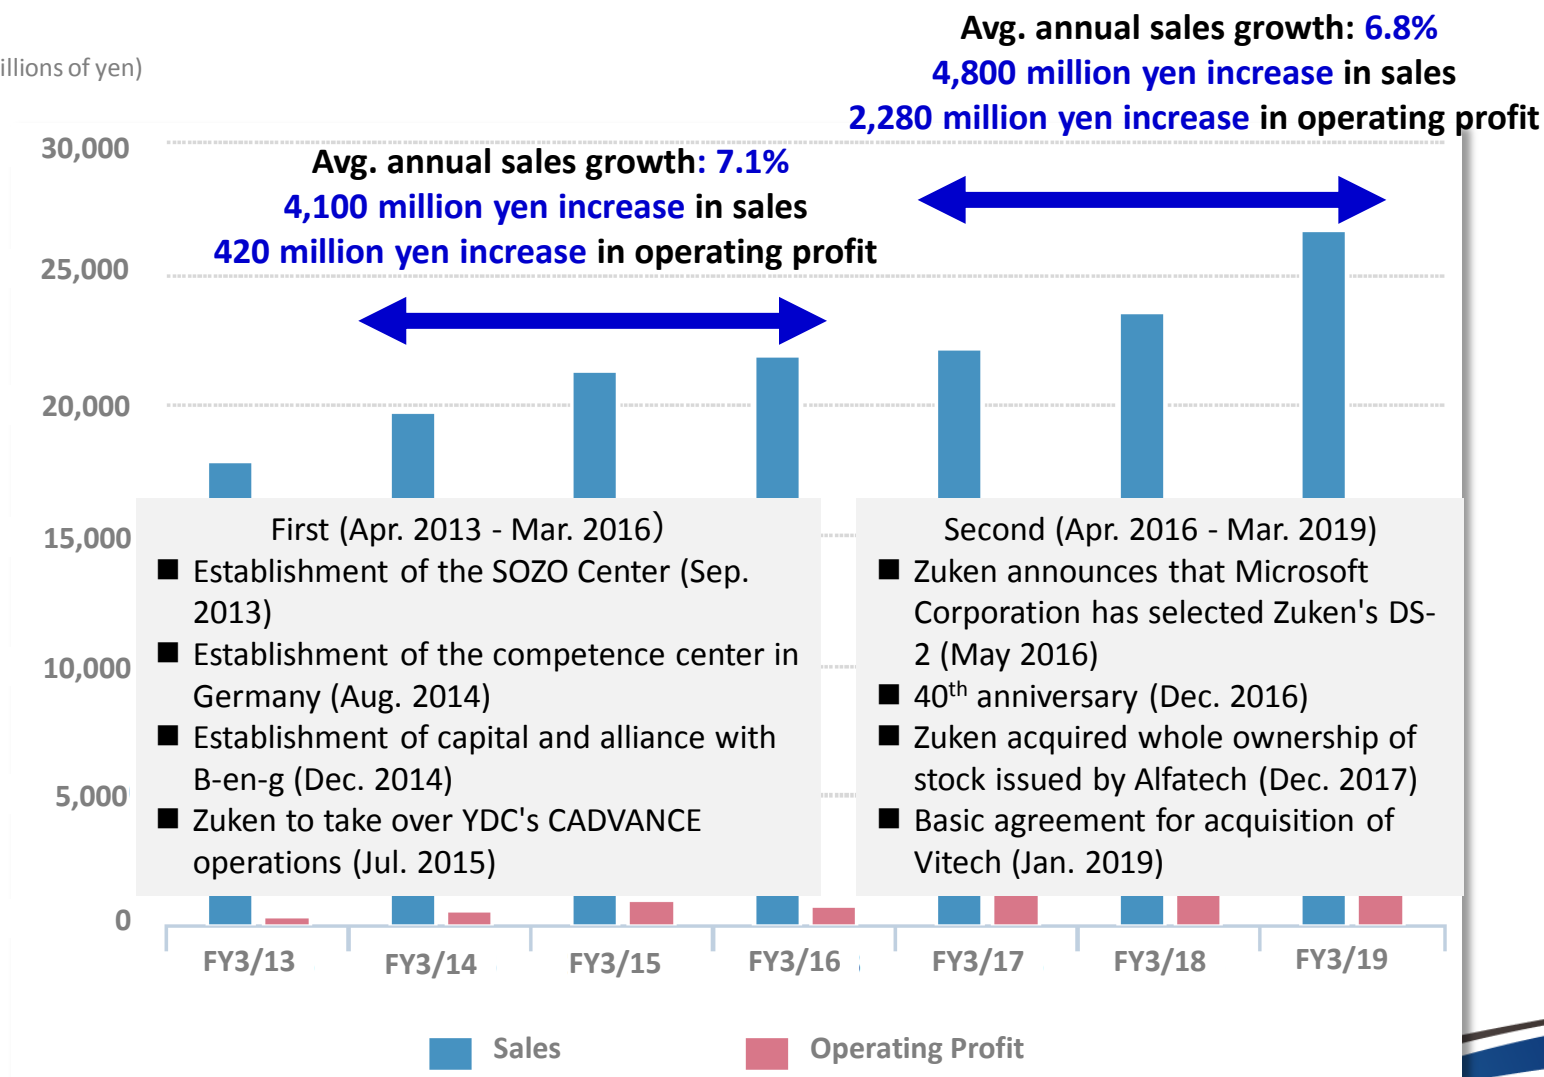 Avg. annual sales growth: 6.8%
4,800 million yen increase in sales
2,280 million yen increase in operating profit
illions of yen)
Avg. annual sales growth: 7.1%
4,100 million yen increase in sales
420 million yen increase in operating profit
30,000
25,000
20,000
15,000
10,000
5,000
0
First (Apr. 2013 - Mar. 2016）
■ Establishment of the SOZO Center (Sep.
2013)
■ Establishment of the competence center in
Germany (Aug. 2014)
■ Establishment of capital and alliance with
B-en-g (Dec. 2014)
■ Zuken to take over YDC's CADVANCE
operations (Jul. 2015)
Second (Apr. 2016 - Mar. 2019)
■ Zuken announces that Microsoft
Corporation has selected Zuken's DS-
2 (May 2016)
■ 40th anniversary (Dec. 2016)
■ Zuken acquired whole ownership of
stock issued by Alfatech (Dec. 2017)
■ Basic agreement for acquisition of
Vitech (Jan. 2019)
FY3/13 FY3/14 FY3/15 FY3/16 FY3/17 FY3/18 FY3/19
Sales Operating Profit